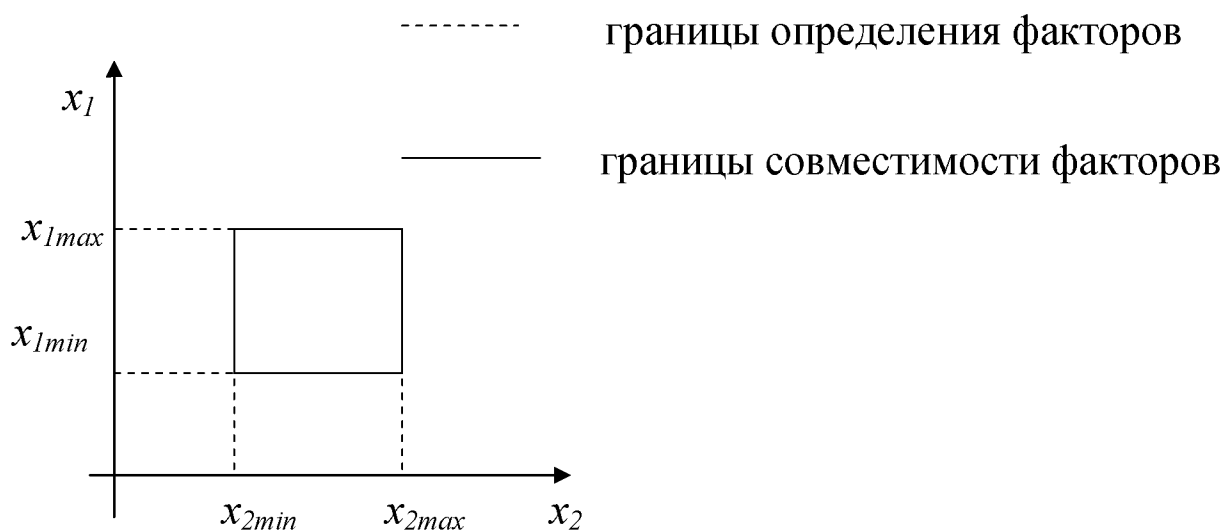 границы определения факторов
x1
границы совместимости факторов
x1max
x1min
x2min x2max x2